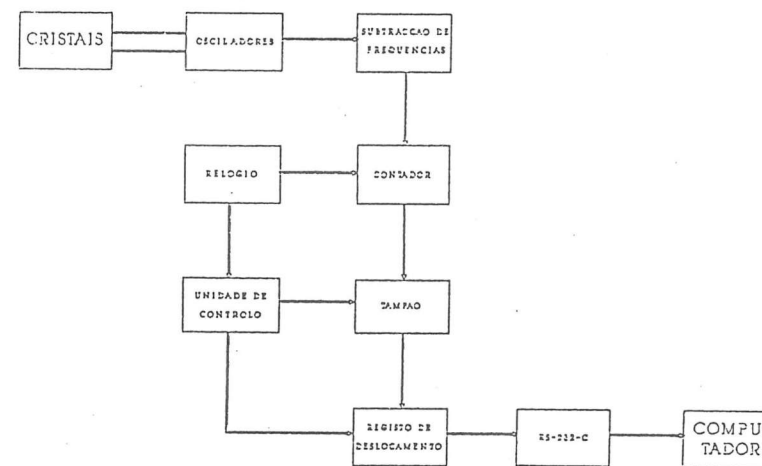 CRISTAIS
OSCILADORES
SUBTRACCAO DE
FREQUENCIAS
RELOGIO
CONTADOR
UNIDADE DE
CONTROLO
TAMPAO
REGISTO DE
DESLOCAMENTO
RS-232-C
COMPU
TADOR